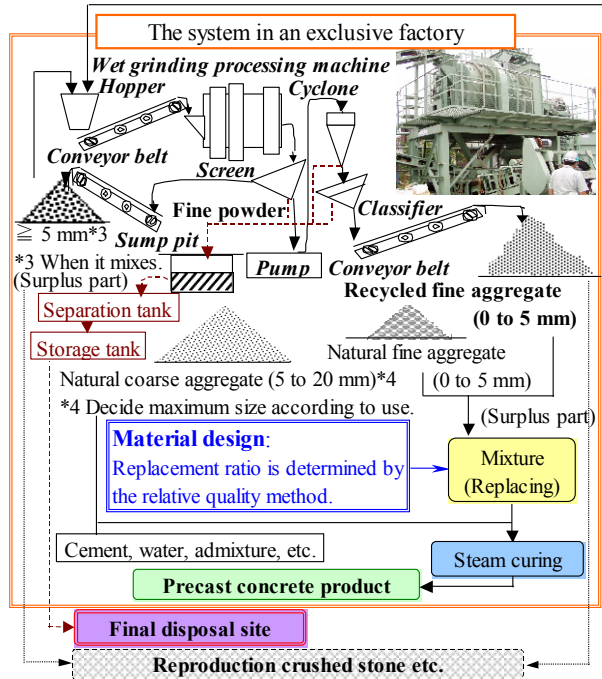 The system in an exclusive factory
Wet grinding processing machine
Hopper
Cyclone
Conveyor belt
Screen
Fine powder
Classifier
≧ 5 mm*3
Sump pit
*3 When it mixes.
(Surplus part)
Pump
Conveyor belt
Recycled fine aggregate
(0 to 5 mm)
Separation tank
Storage tank
Natural fine aggregate
(0 to 5 mm)
Natural coarse aggregate (5 to 20 mm)*4
*4 Decide maximum size according to use.
(Surplus part)
Material design:
Replacement ratio is determined by
the relative quality method.
Mixture
(Replacing)
Cement, water, admixture, etc.
Steam curing
Precast concrete product
Final disposal site
Reproduction crushed stone etc.